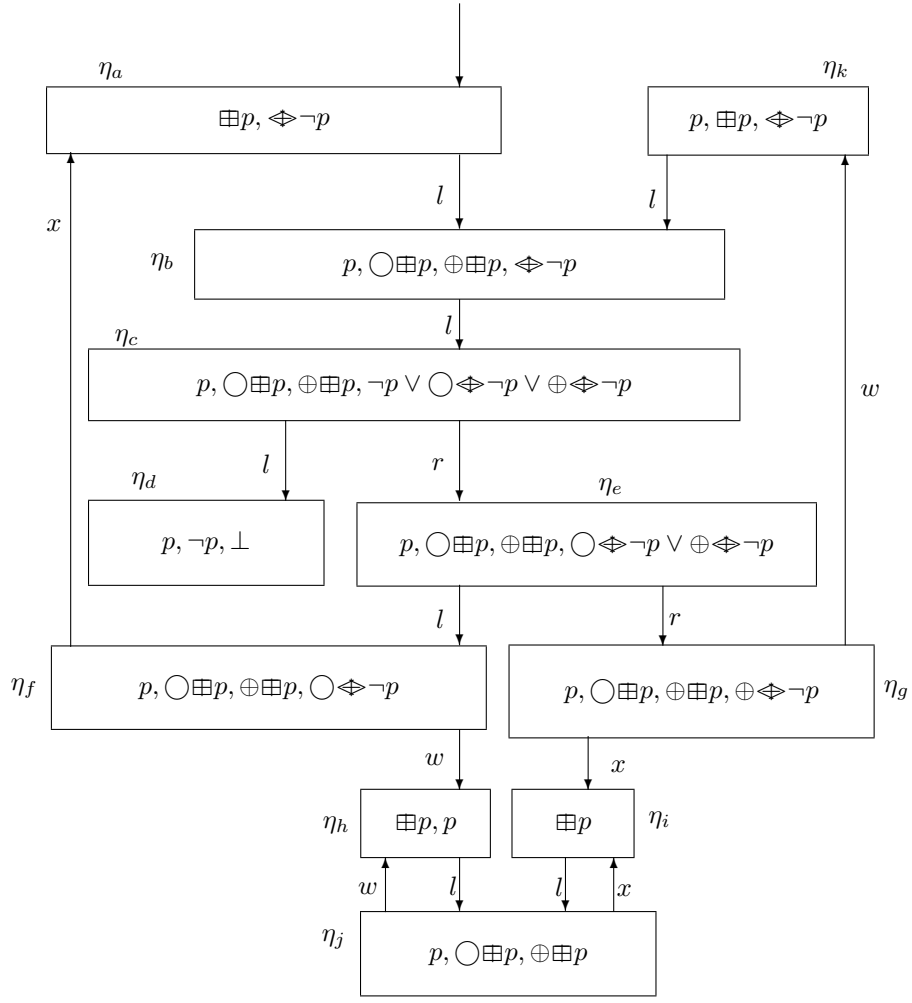 η_a η_k
⊞p, ⟴¬p p, ⊞p, ⟴¬p
l l
x
η_b p, ◯⊞p, ⊕⊞p, ⟴¬p
l
η_c
p, ◯⊞p, ⊕⊞p, ¬p ∨ ◯⟴¬p ∨ ⊕⟴¬p
w
l r
η_d η_e
p, ¬p, ⊥ p, ◯⊞p, ⊕⊞p, ◯⟴¬p ∨ ⊕⟴¬p
l r
η_f p, ◯⊞p, ⊕⊞p, ◯⟴¬p p, ◯⊞p, ⊕⊞p, ⊕⟴¬p η_g
w x
η_h ⊞p, p ⊞p η_i
w l l x
η_j p, ◯⊞p, ⊕⊞p